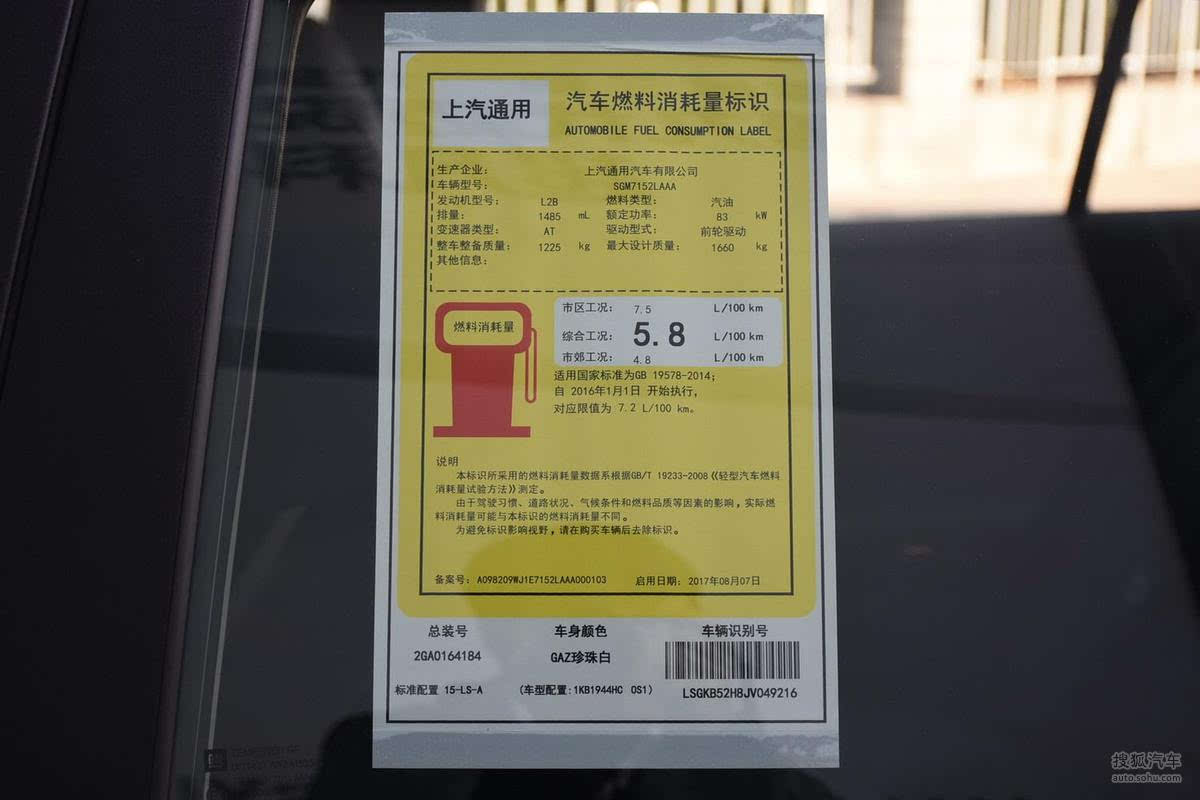 上汽通用
汽车燃料消耗量标识
AUTOMOBILE FUEL CONSUMPTION LABEL
生产企业: 上汽通用汽车有限公司
车辆型号: SGM7152LAAA
发动机型号: L2B 燃料类型: 汽油
排量: 1485 mL 额定功率: 83 kW
变速器类型: AT 驱动型式: 前轮驱动
整车整备质量: 1225 kg 最大设计质量: 1660 kg
其他信息:
燃料消耗量
市区工况: 7.5 L/100 km
综合工况: 5.8 L/100 km
市郊工况: 4.8 L/100 km
适用国家标准为GB 19578-2014;
自 2016年1月1日 开始执行,
对应限值为 7.2 L/100 km。
说明
本标识所采用的燃料消耗量数据系根据GB/T 19233-2008《轻型汽车燃料
消耗量试验方法》测定。
由于驾驶习惯、道路状况、气候条件和燃料品质等因素的影响,实际燃
料消耗量可能与本标识的燃料消耗量不同。
为避免标识影响视野,请在购买车辆后去除标识。
备案号: A098209WJ1E7152LAAA000103 启用日期: 2017年08月07日
总装号 车身颜色 车辆识别号
2GA0164184 GAZ珍珠白
标准配置 15-LS-A (车型配置:1KB1944HC OS1) LSGKB52H8JV049216
搜狐汽车
auto.sohu.com